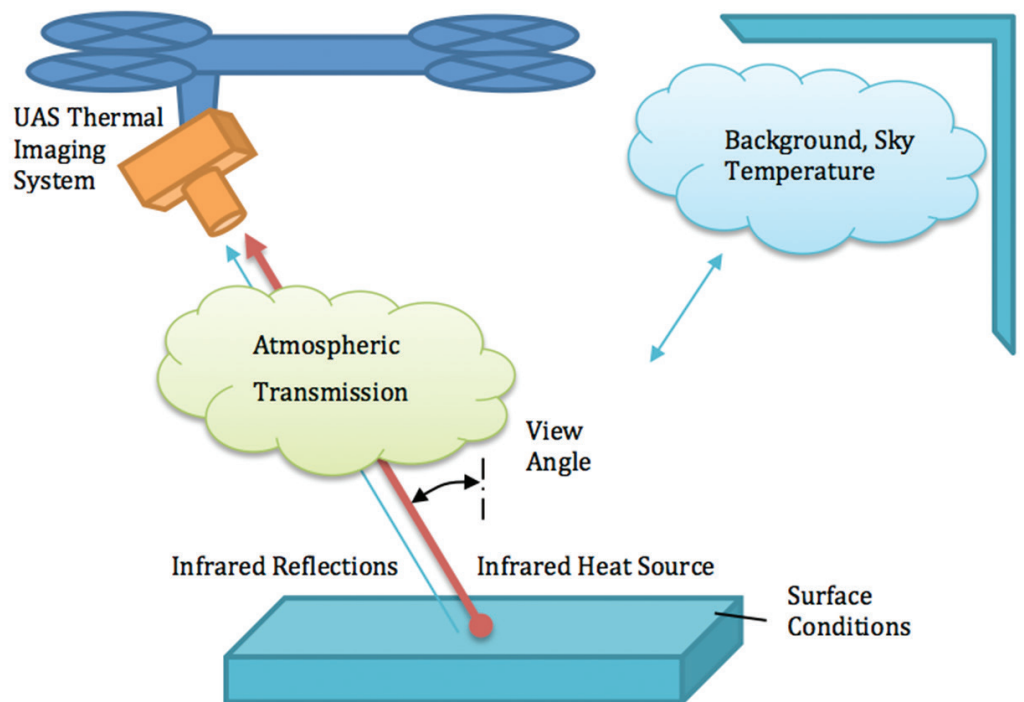 UAS Thermal
Imaging
System
Background, Sky
Temperature
Atmospheric
Transmission
View
Angle
Infrared Reflections
Infrared Heat Source
Surface
Conditions